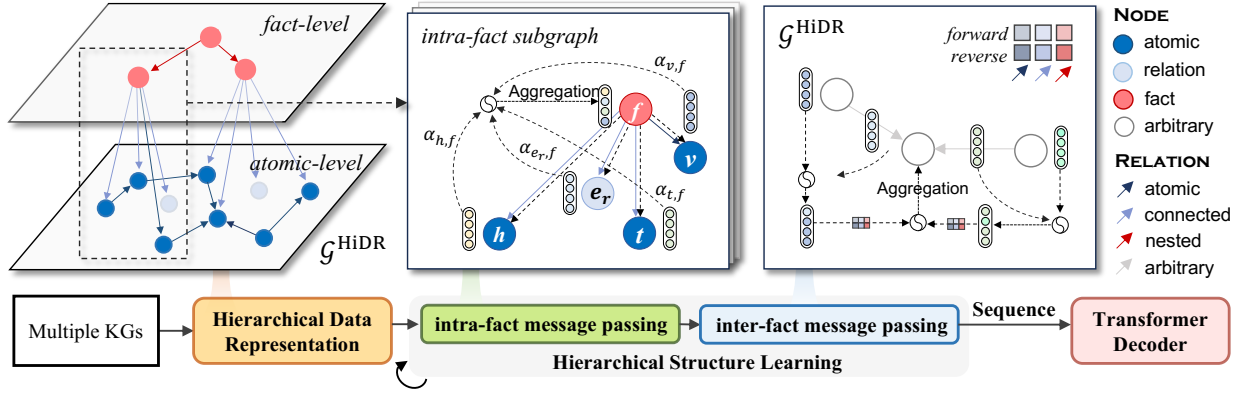 fact-level
atomic-level
𝒢^HiDR
intra-fact subgraph
α_{v,f}
Aggregation
f
α_{h,f}
α_{e_r,f}
v
e_r
α_{t,f}
h
t
𝒢^HiDR
forward
reverse
Aggregation
NODE
atomic
relation
fact
arbitrary
RELATION
atomic
connected
nested
arbitrary
Multiple KGs
Hierarchical Data
Representation
intra-fact message passing
inter-fact message passing
Hierarchical Structure Learning
Sequence
Transformer
Decoder